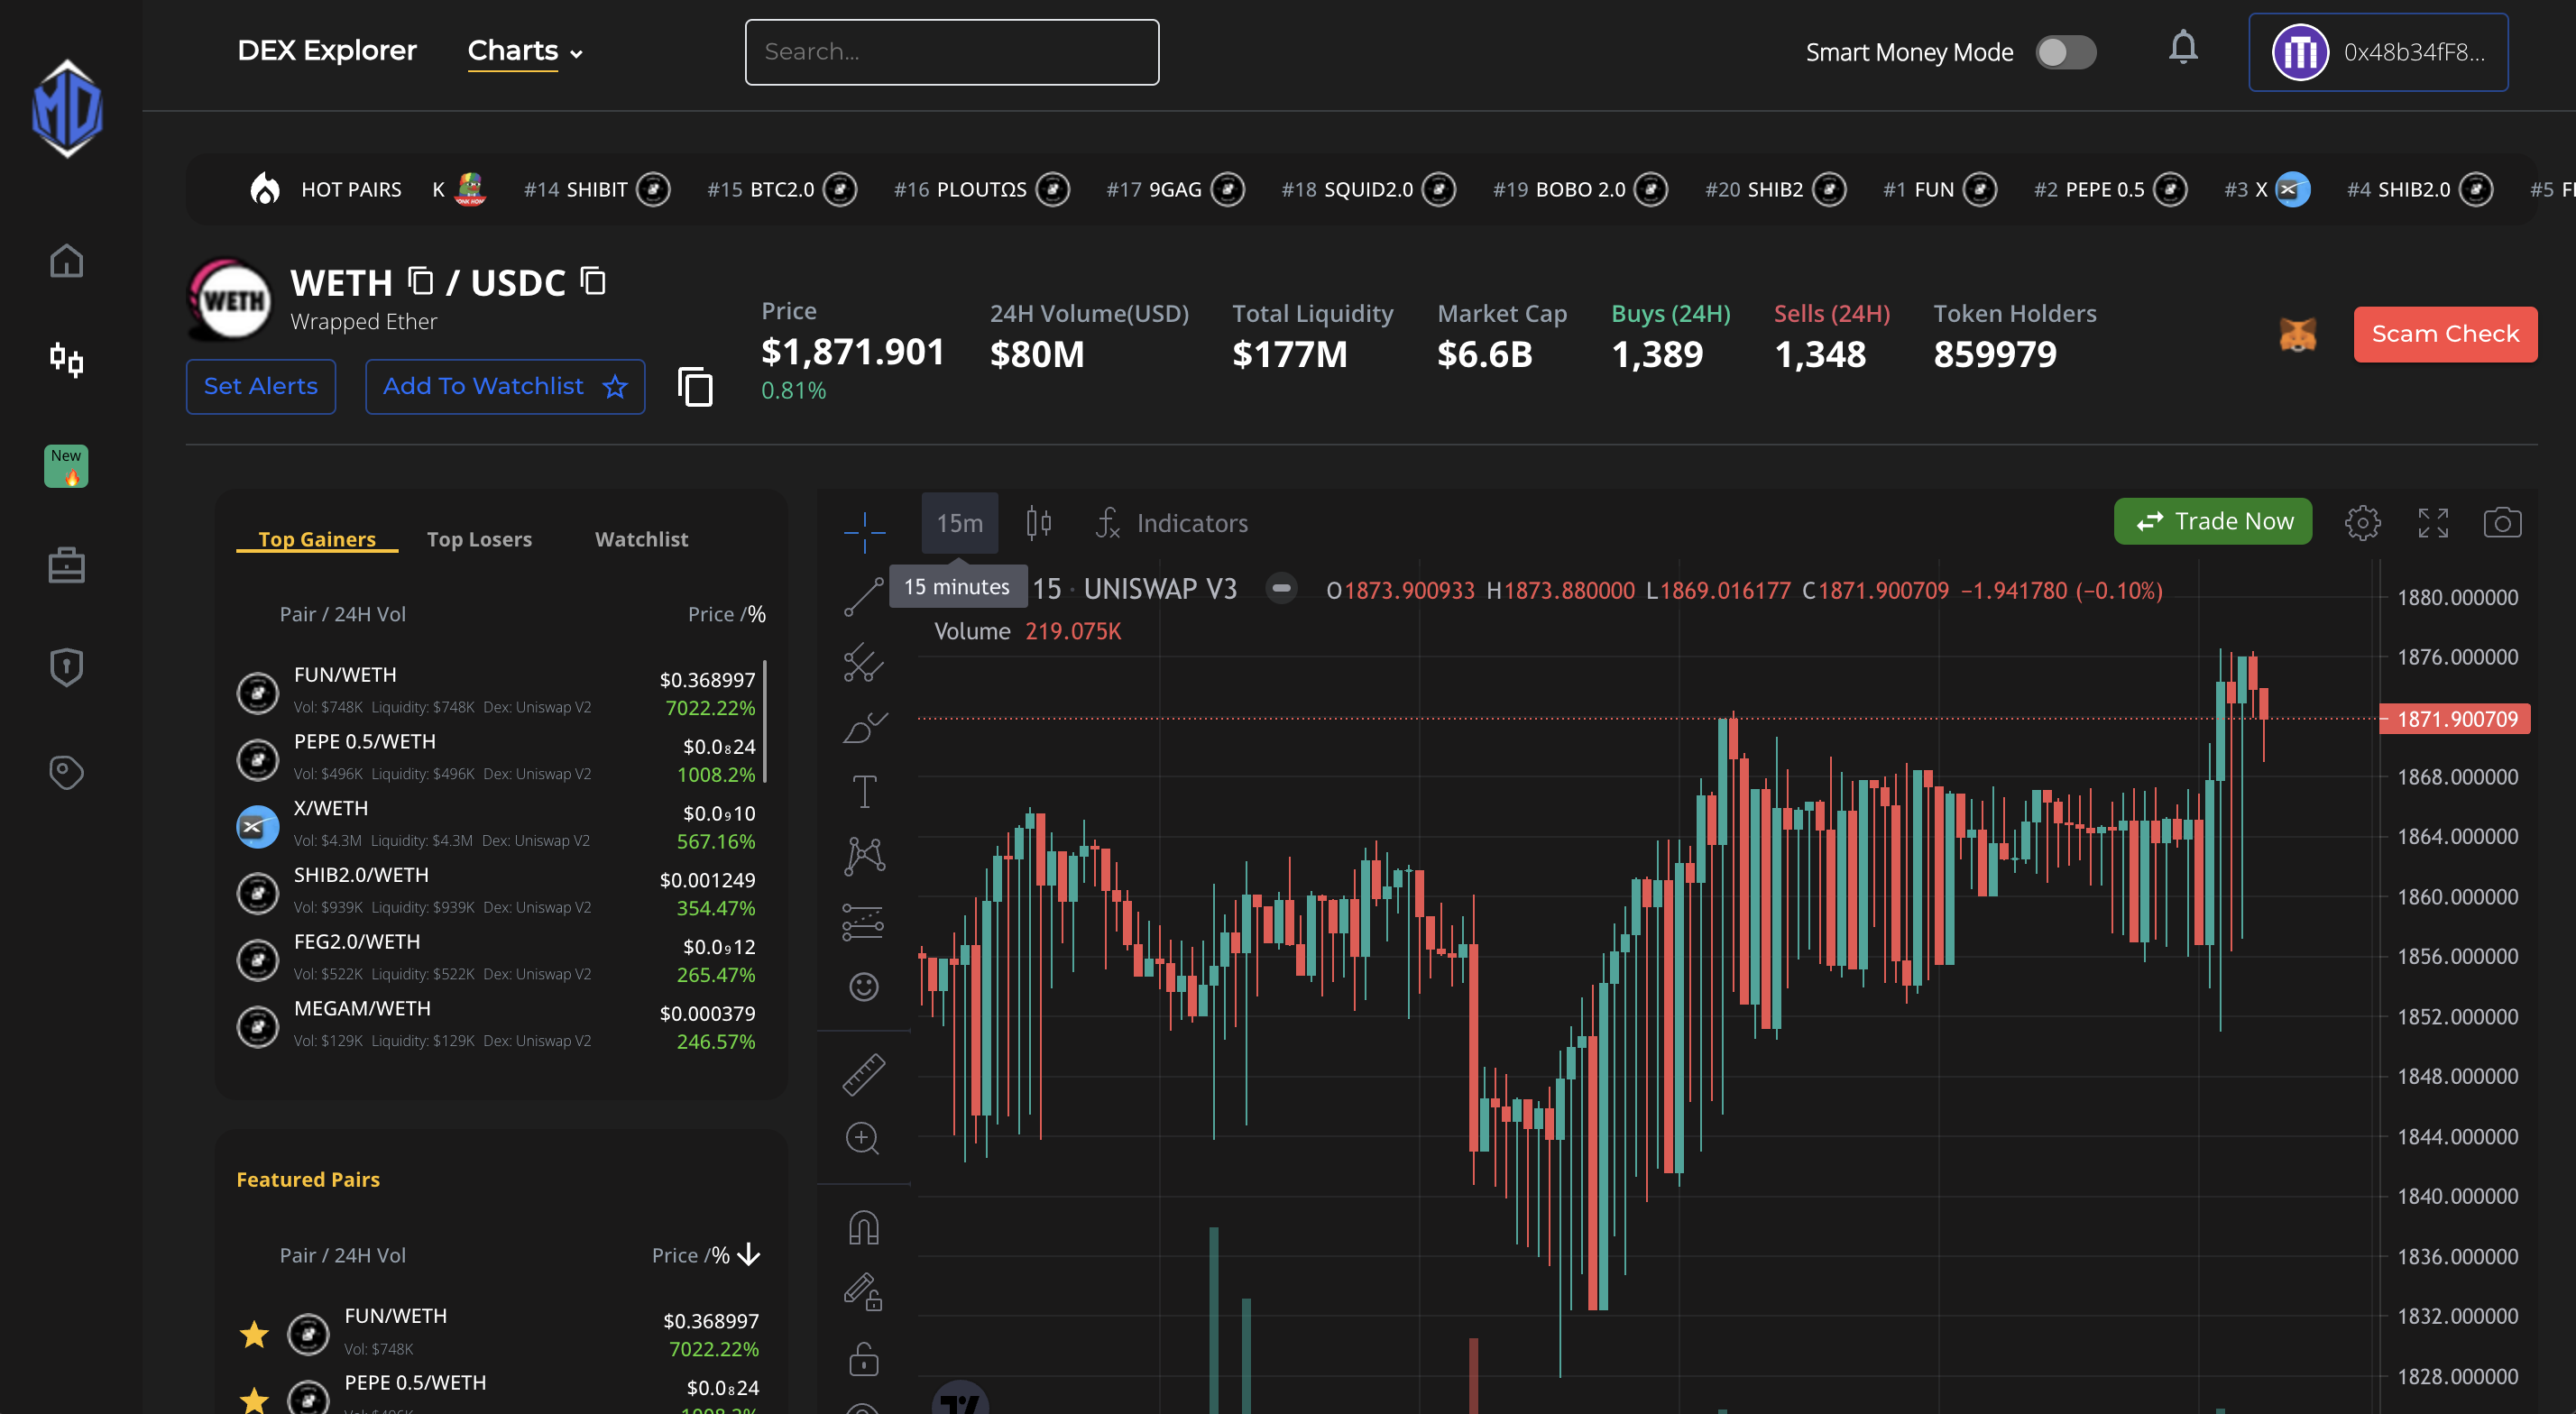 DEX Explorer Charts Search... Smart Money Mode 0x48b34fF8...
MD
HOT PAIRS K #14 SHIBIT #15 BTC2.0 #16 PLOUTΩS #17 9GAG #18 SQUID2.0 #19 BOBO 2.0 #20 SHIB2 #1 FUN #2 PEPE 0.5 #3 X #4 SHIB2.0 #5
WETH
WETH / USDC
Wrapped Ether
Set Alerts Add To Watchlist
Price
$1,871.901
0.81%
24H Volume(USD)
$80M
Total Liquidity
$177M
Market Cap
$6.6B
Buys (24H)
1,389
Sells (24H)
1,348
Token Holders
859979
Scam Check
New
Top Gainers Top Losers Watchlist
Pair / 24H Vol Price /%
FUN/WETH $0.368997
Vol: $748K Liquidity: $748K Dex: Uniswap V2 7022.22%
PEPE 0.5/WETH $0.0₈24
Vol: $496K Liquidity: $496K Dex: Uniswap V2 1008.2%
X/WETH $0.0₉10
Vol: $4.3M Liquidity: $4.3M Dex: Uniswap V2 567.16%
SHIB2.0/WETH $0.001249
Vol: $939K Liquidity: $939K Dex: Uniswap V2 354.47%
FEG2.0/WETH $0.0₉12
Vol: $522K Liquidity: $522K Dex: Uniswap V2 265.47%
MEGAM/WETH $0.000379
Vol: $129K Liquidity: $129K Dex: Uniswap V2 246.57%
Featured Pairs
Pair / 24H Vol Price /%
FUN/WETH $0.368997
Vol: $748K 7022.22%
PEPE 0.5/WETH $0.0₈24
Vol: $496K 1008.2%
15m Indicators Trade Now
15 minutes
15 · UNISWAP V3 O1873.900933 H1873.880000 L1869.016177 C1871.900709 −1.941780 (−0.10%)
Volume 219.075K
1880.000000
1876.000000
1871.900709
1868.000000
1864.000000
1860.000000
1856.000000
1852.000000
1848.000000
1844.000000
1840.000000
1836.000000
1832.000000
1828.000000